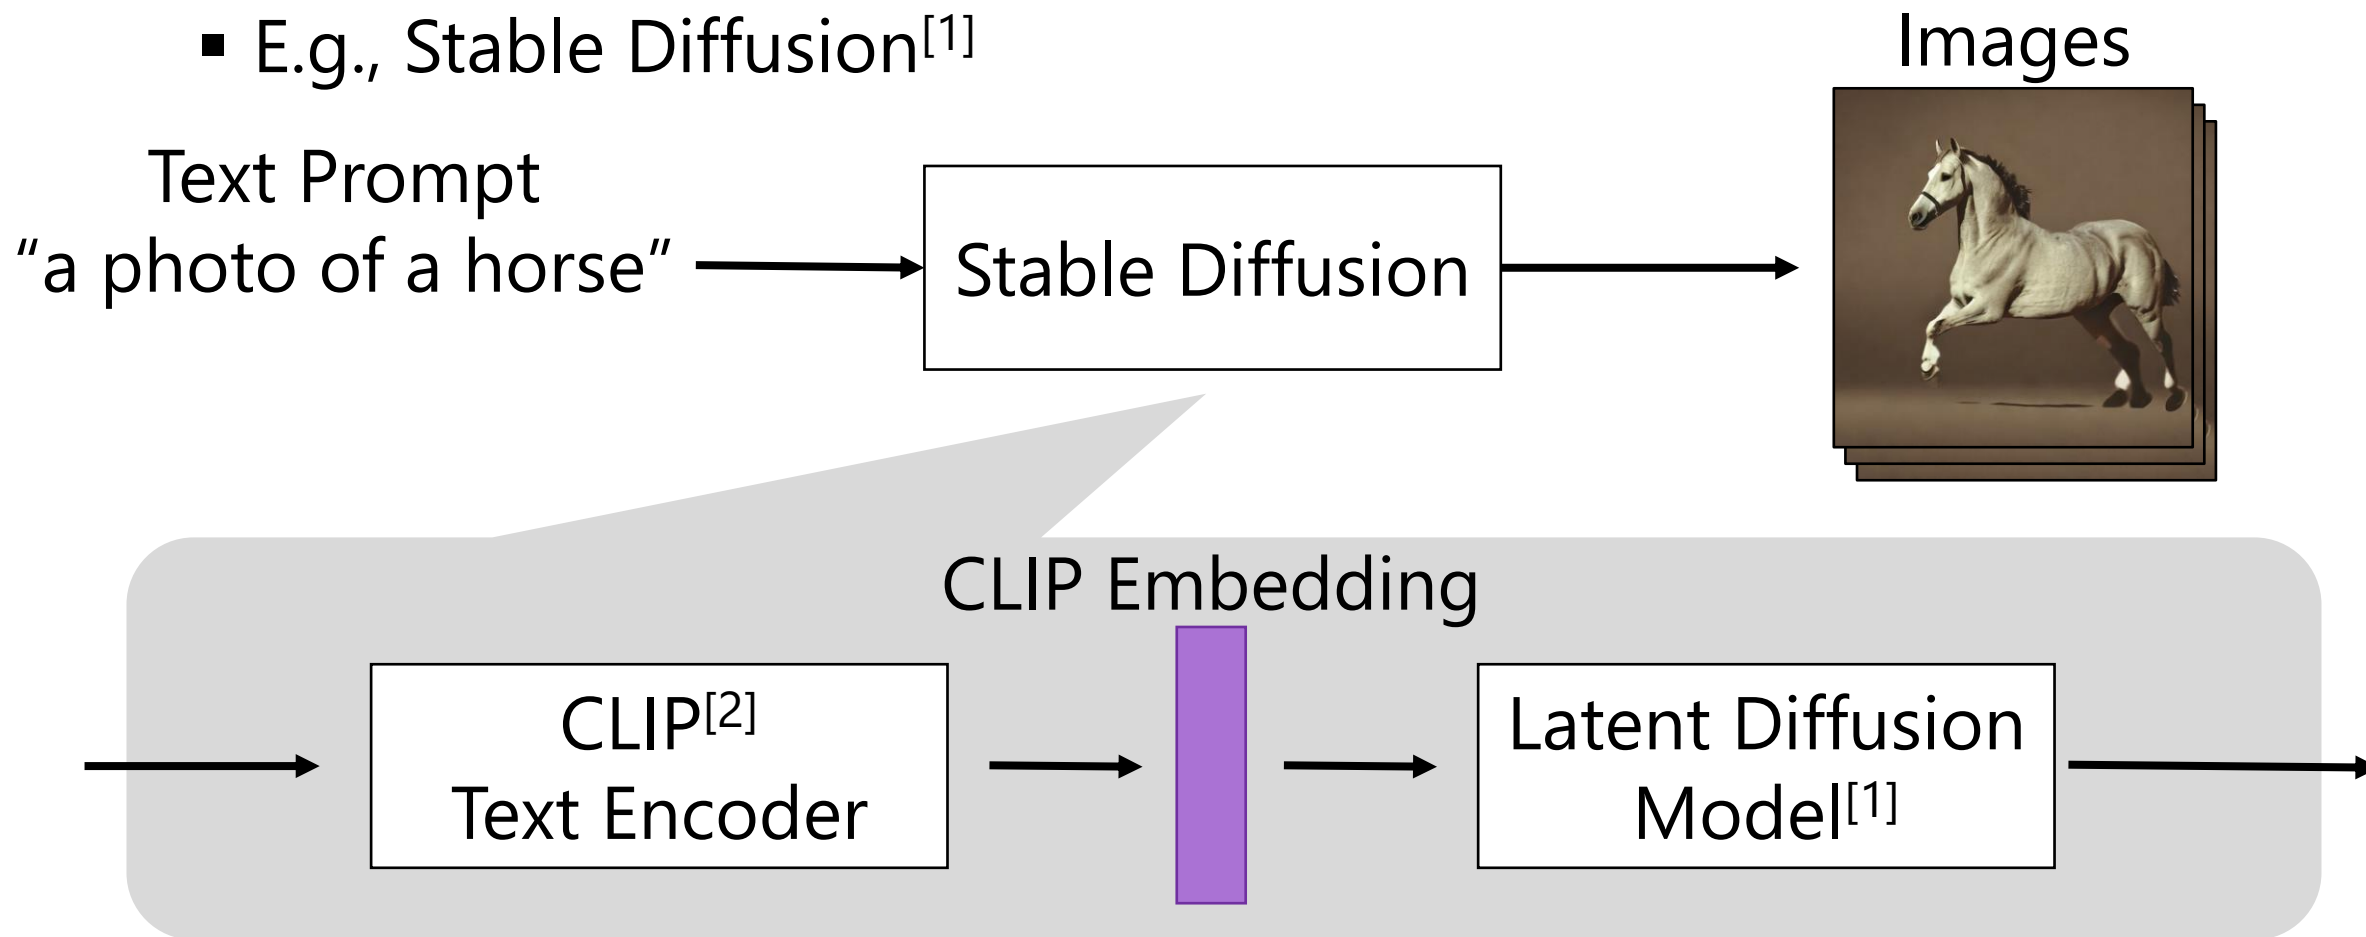 ▪ E.g., Stable Diffusion[1]
Images
Text Prompt
“a photo of a horse”
Stable Diffusion
CLIP Embedding
CLIP[2]
Text Encoder
Latent Diffusion
Model[1]